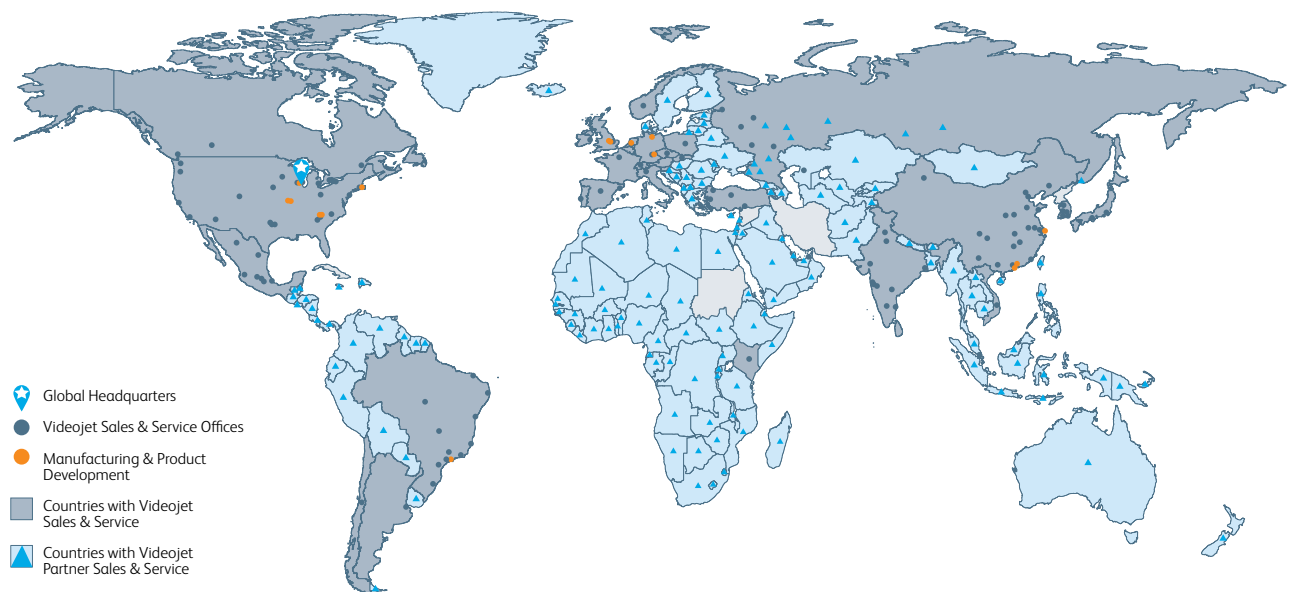 Global Headquarters
Videojet Sales & Service Offices
Manufacturing & Product
Development
Countries with Videojet
Sales & Service
Countries with Videojet
Partner Sales & Service